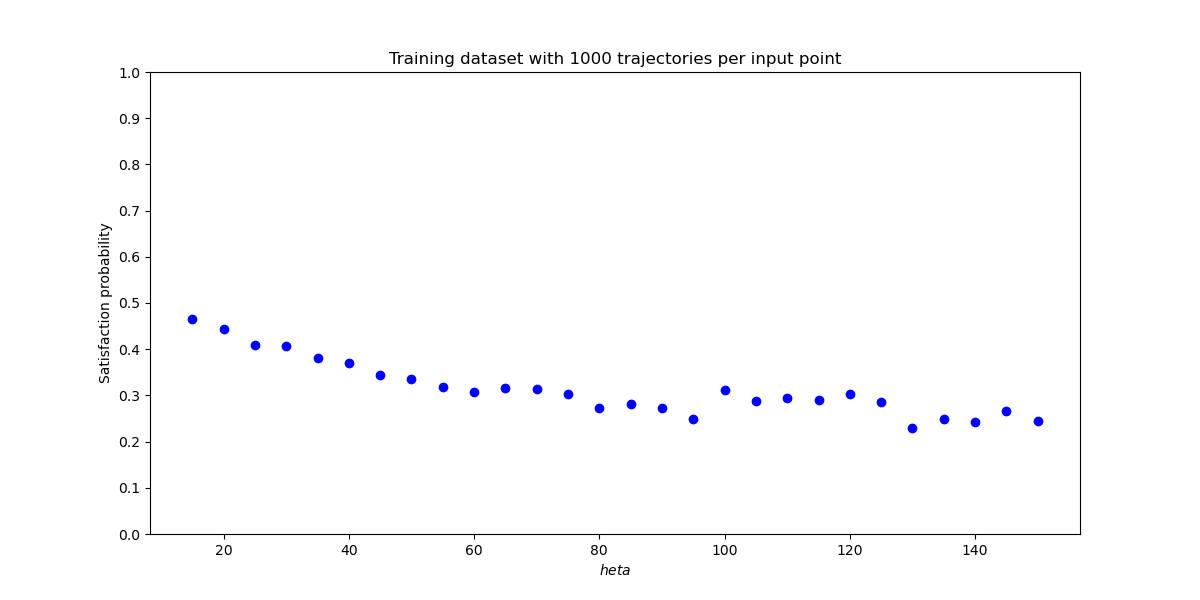 Training dataset with 1000 trajectories per input point
1.0
0.9
0.8
0.7
0.6
0.5
0.4
0.3
0.2
0.1
0.0
Satisfaction probability
20 40 60 80 100 120 140
heta